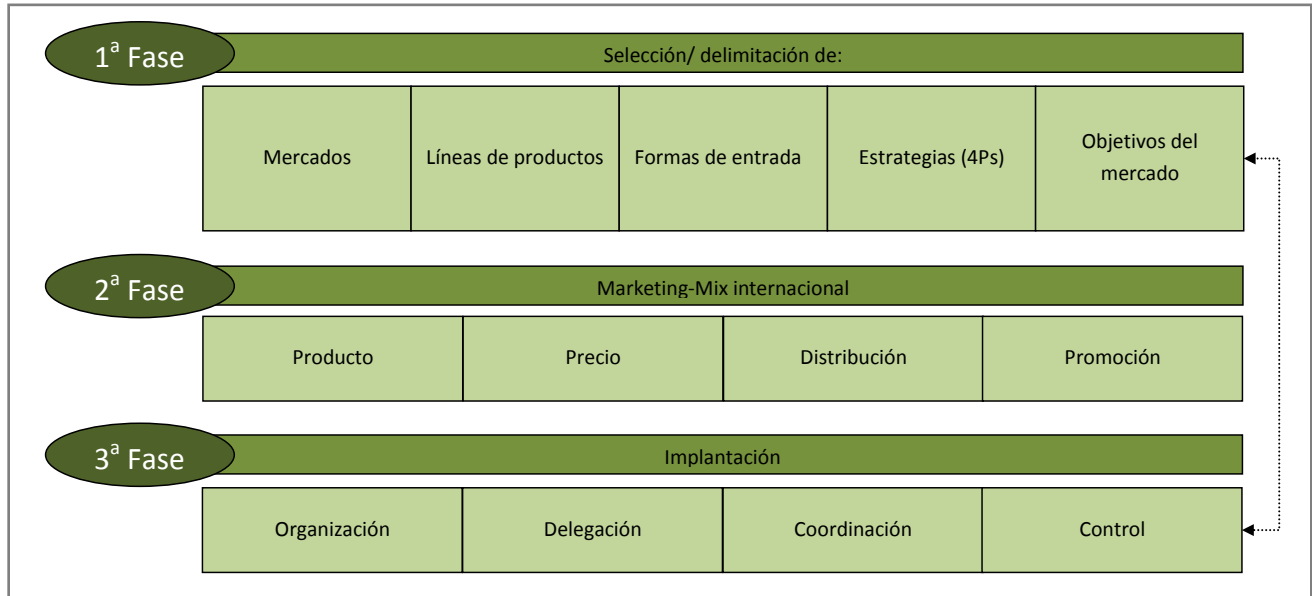 1ª Fase
Selección/ delimitación de:
Mercados
Líneas de productos
Formas de entrada
Estrategias (4Ps)
Objetivos del
mercado
2ª Fase
Marketing-Mix internacional
Producto
Precio
Distribución
Promoción
3ª Fase
Implantación
Organización
Delegación
Coordinación
Control